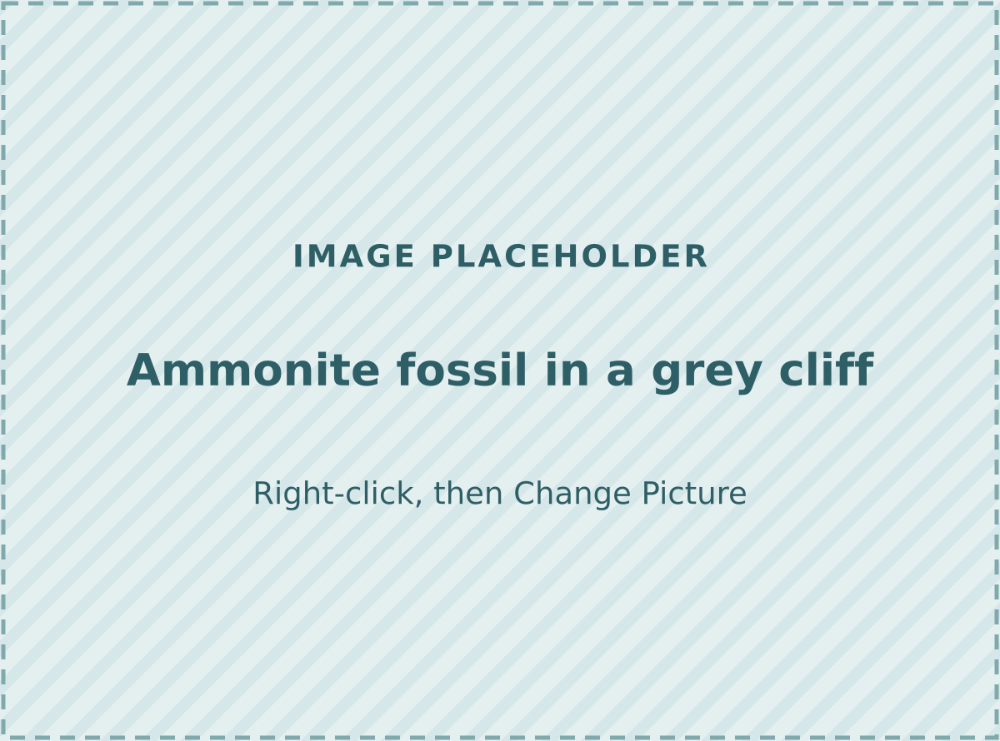 IMAGE PLACEHOLDER
Ammonite fossil in a grey cliff
Right-click, then Change Picture